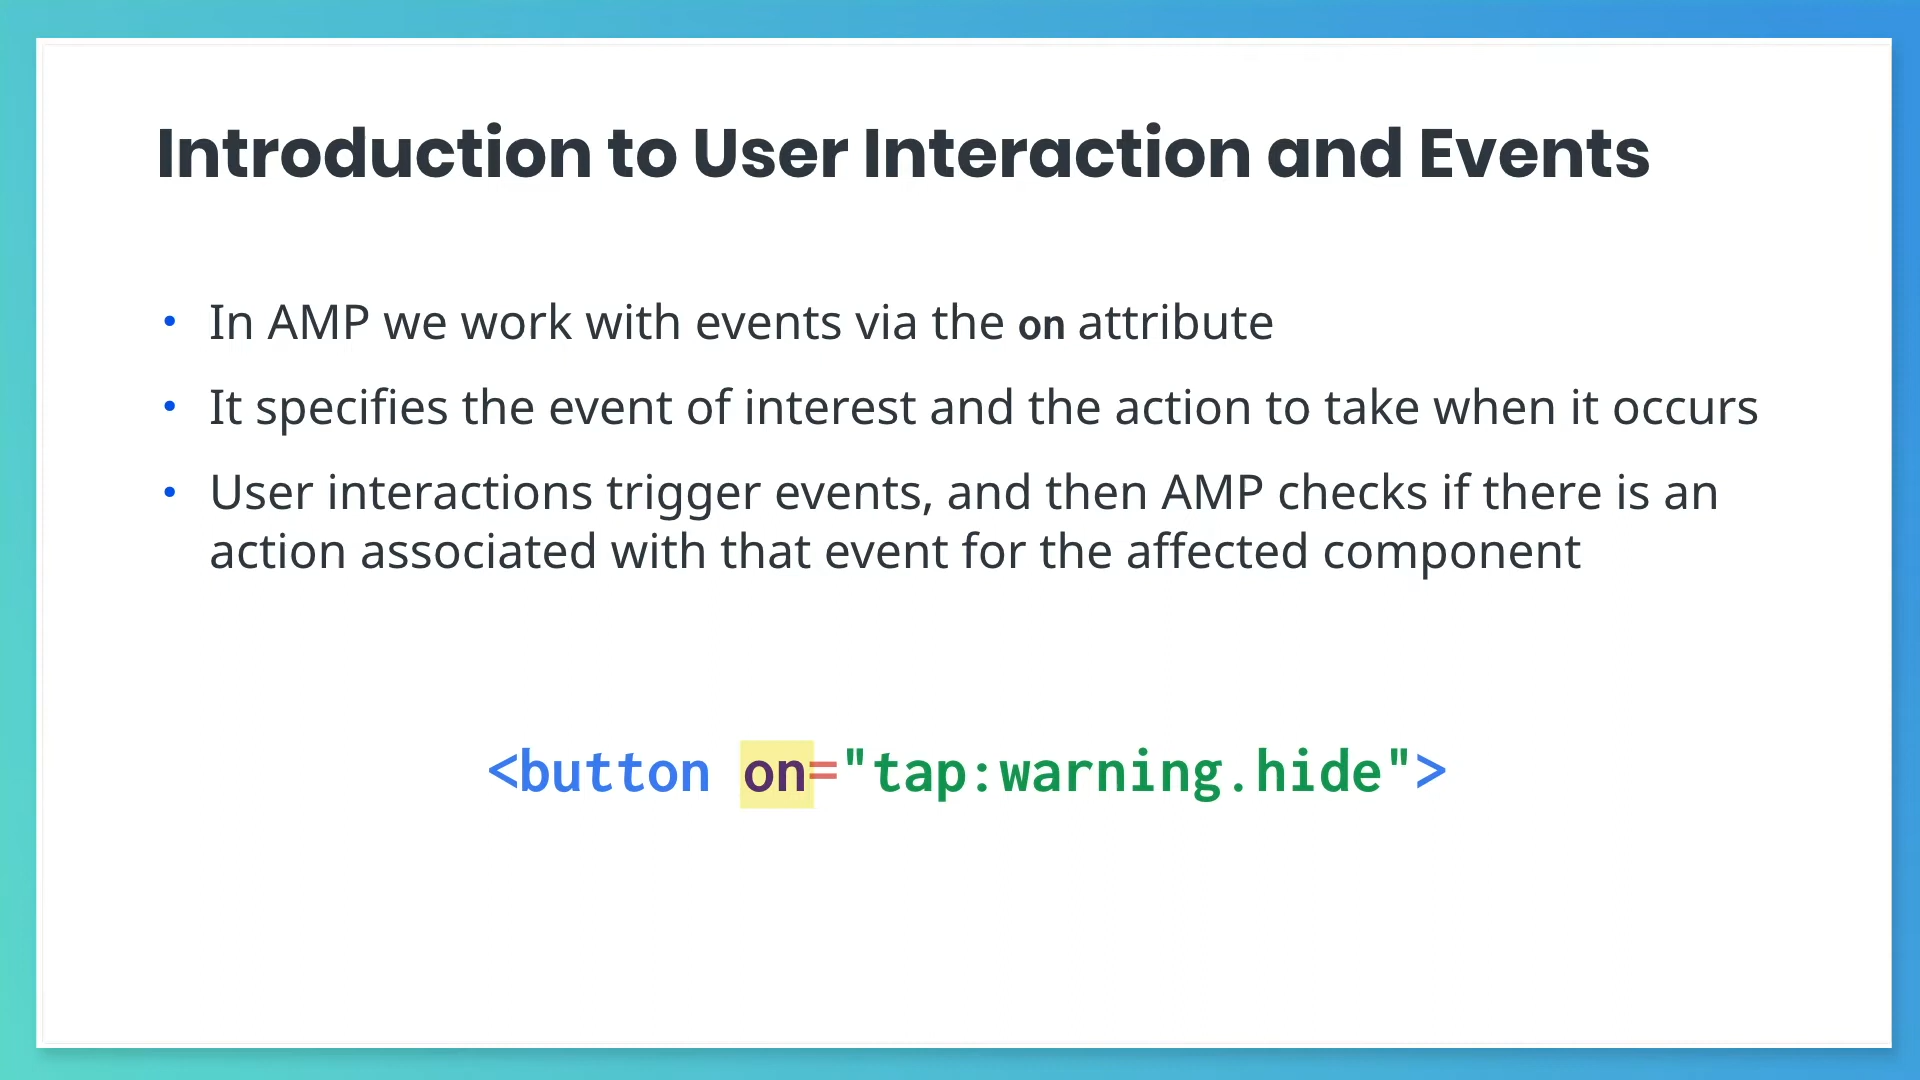 Introduction to User Interaction and Events
• In AMP we work with events via the on attribute
• It specifies the event of interest and the action to take when it occurs
• User interactions trigger events, and then AMP checks if there is an
action associated with that event for the affected component
<button on="tap:warning.hide">